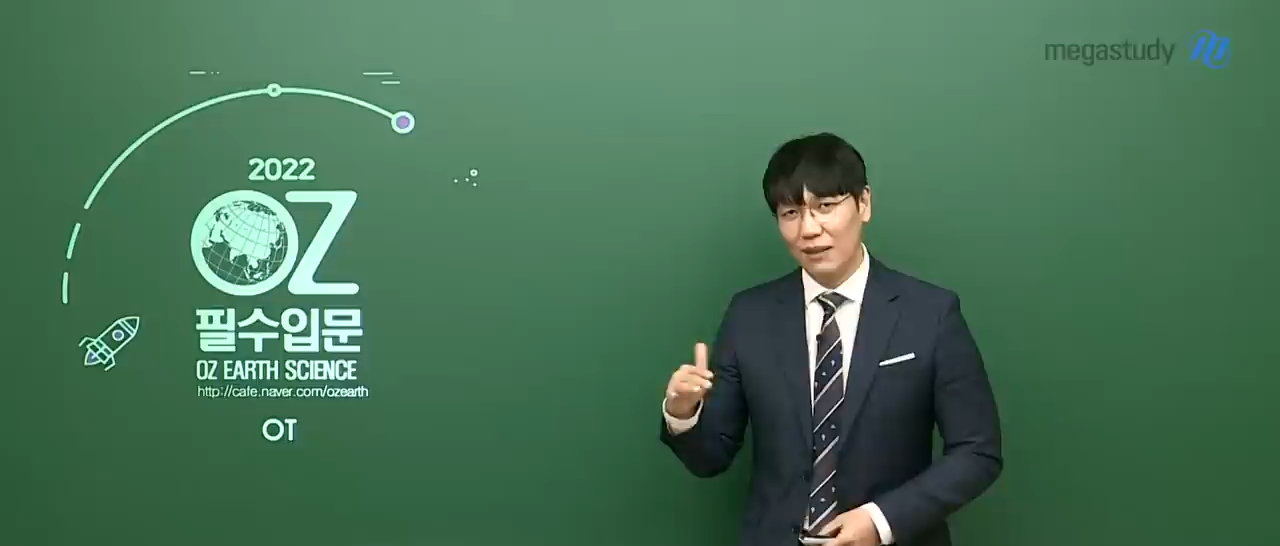 megastudy
2022
OZ
필수입문
OZ EARTH SCIENCE
http://cafe.naver.com/ozearth
OT